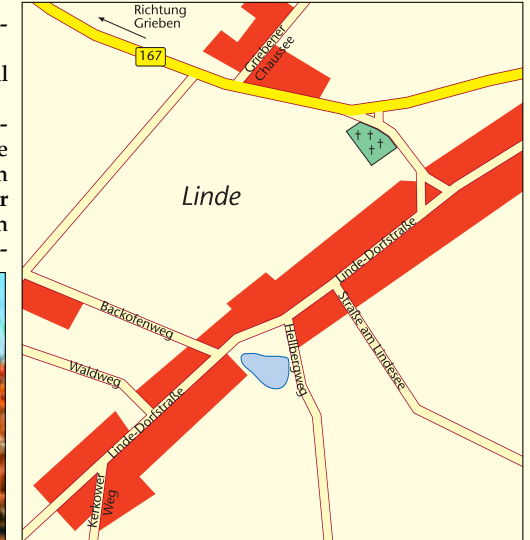 Richtung
Grieben
167
Griebener
Chaussee
Linde
Linde-Dorfstraße
Backofenweg
Straße am Lindesee
Hellbergweg
Waldweg
Linde-Dorfstraße
Kerkower
Weg